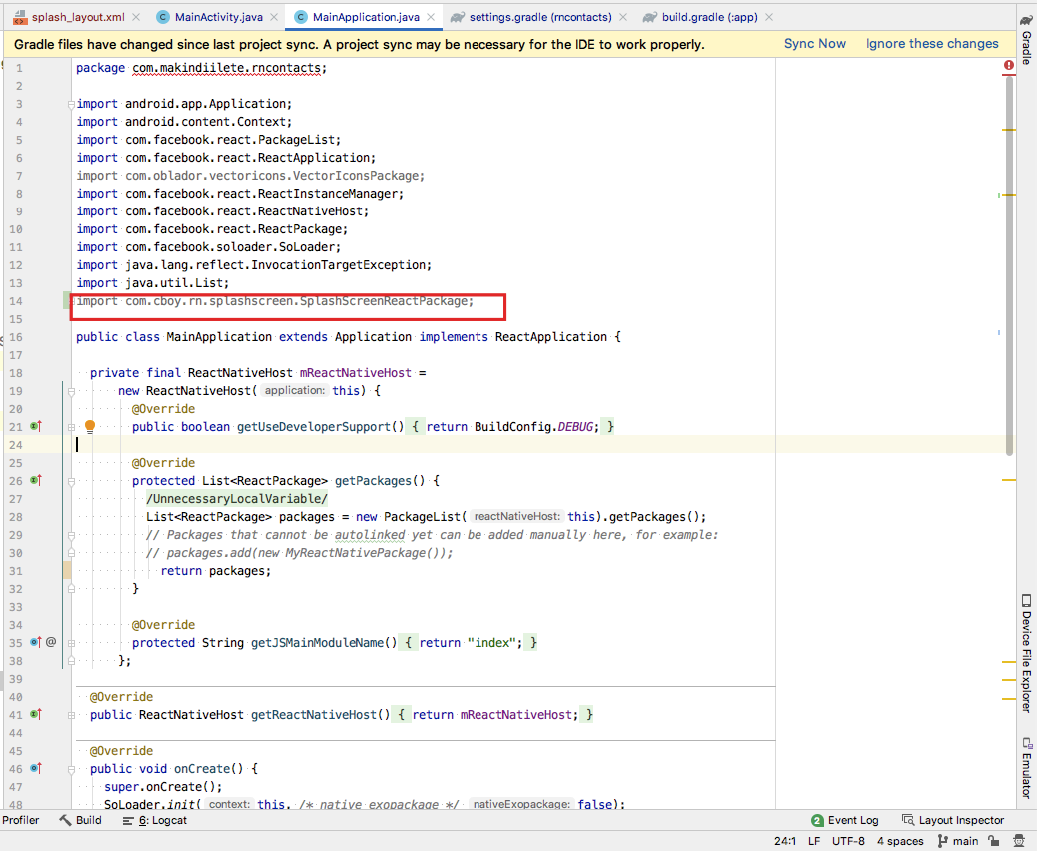 splash_layout.xml MainActivity.java MainApplication.java settings.gradle (rncontacts) build.gradle (:app)
Gradle files have changed since last project sync. A project sync may be necessary for the IDE to work properly. Sync Now Ignore these changes
1 package com.makindiilete.rncontacts;
2
3 import android.app.Application;
4 import android.content.Context;
5 import com.facebook.react.PackageList;
6 import com.facebook.react.ReactApplication;
7 import com.oblador.vectoricons.VectorIconsPackage;
8 import com.facebook.react.ReactInstanceManager;
9 import com.facebook.react.ReactNativeHost;
10 import com.facebook.react.ReactPackage;
11 import com.facebook.soloader.SoLoader;
12 import java.lang.reflect.InvocationTargetException;
13 import java.util.List;
14 import com.cboy.rn.splashscreen.SplashScreenReactPackage;
15
16 public class MainApplication extends Application implements ReactApplication {
17
18 private final ReactNativeHost mReactNativeHost =
19 new ReactNativeHost( application: this) {
20 @Override
21 public boolean getUseDeveloperSupport() { return BuildConfig.DEBUG; }
24
25 @Override
26 protected List<ReactPackage> getPackages() {
27 /UnnecessaryLocalVariable/
28 List<ReactPackage> packages = new PackageList( reactNativeHost: this).getPackages();
29 // Packages that cannot be autolinked yet can be added manually here, for example:
30 // packages.add(new MyReactNativePackage());
31 return packages;
32 }
33
34 @Override
35 @ protected String getJSMainModuleName() { return "index"; }
38 };
39
40 @Override
41 public ReactNativeHost getReactNativeHost() { return mReactNativeHost; }
44
45 @Override
46 public void onCreate() {
47 super.onCreate();
48 SoLoader.init( context: this, /* native exopackage */ nativeExopackage: false);
Gradle
Device File Explorer
Emulator
Profiler Build 6: Logcat 2 Event Log Layout Inspector
24:1 LF UTF-8 4 spaces main